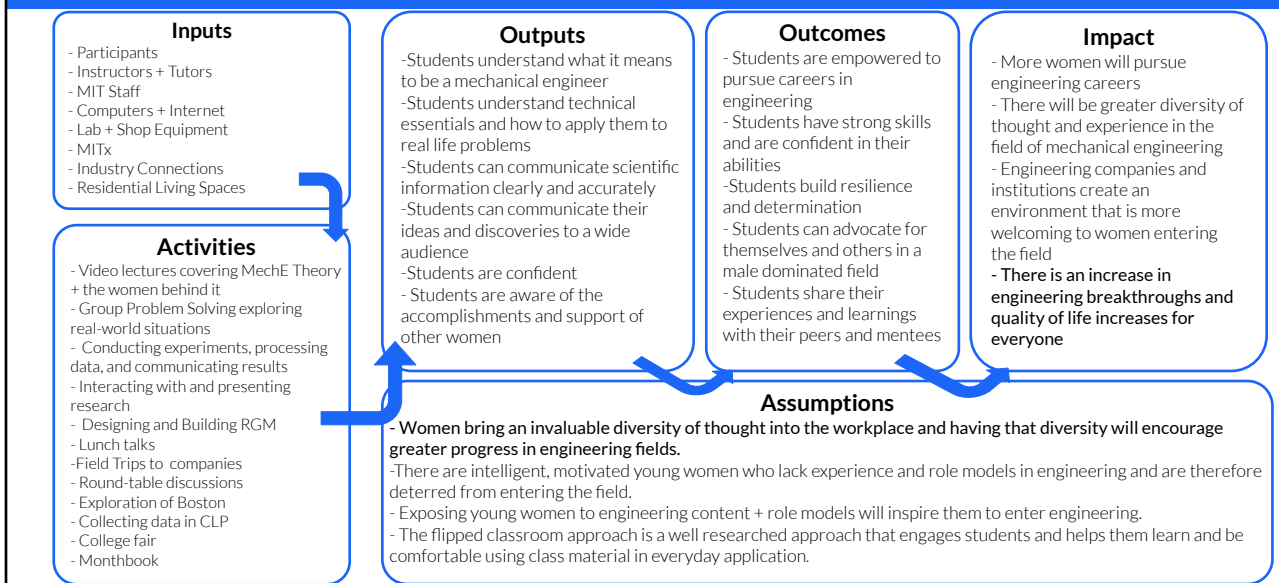 Inputs
- Participants
- Instructors + Tutors
- MIT Staff
- Computers + Internet
- Lab + Shop Equipment
- MITx
- Industry Connections
- Residential Living Spaces
Activities
- Video lectures covering MechE Theory
+ the women behind it
- Group Problem Solving exploring
real-world situations
- Conducting experiments, processing
data, and communicating results
- Interacting with and presenting
research
- Designing and Building RGM
- Lunch talks
-Field Trips to companies
- Round-table discussions
- Exploration of Boston
- Collecting data in CLP
- College fair
- Monthbook
Outputs
-Students understand what it means
to be a mechanical engineer
-Students understand technical
essentials and how to apply them to
real life problems
-Students can communicate scientific
information clearly and accurately
-Students can communicate their
ideas and discoveries to a wide
audience
-Students are confident
- Students are aware of the
accomplishments and support of
other women
Outcomes
- Students are empowered to
pursue careers in
engineering
- Students have strong skills
and are confident in their
abilities
-Students build resilience
and determination
- Students can advocate for
themselves and others in a
male dominated field
- Students share their
experiences and learnings
with their peers and mentees
Impact
- More women will pursue
engineering careers
- There will be greater diversity of
thought and experience in the
field of mechanical engineering
- Engineering companies and
institutions create an
environment that is more
welcoming to women entering
the field
- There is an increase in
engineering breakthroughs and
quality of life increases for
everyone
Assumptions
- Women bring an invaluable diversity of thought into the workplace and having that diversity will encourage
greater progress in engineering fields.
-There are intelligent, motivated young women who lack experience and role models in engineering and are therefore
deterred from entering the field.
- Exposing young women to engineering content + role models will inspire them to enter engineering.
- The flipped classroom approach is a well researched approach that engages students and helps them learn and be
comfortable using class material in everyday application.